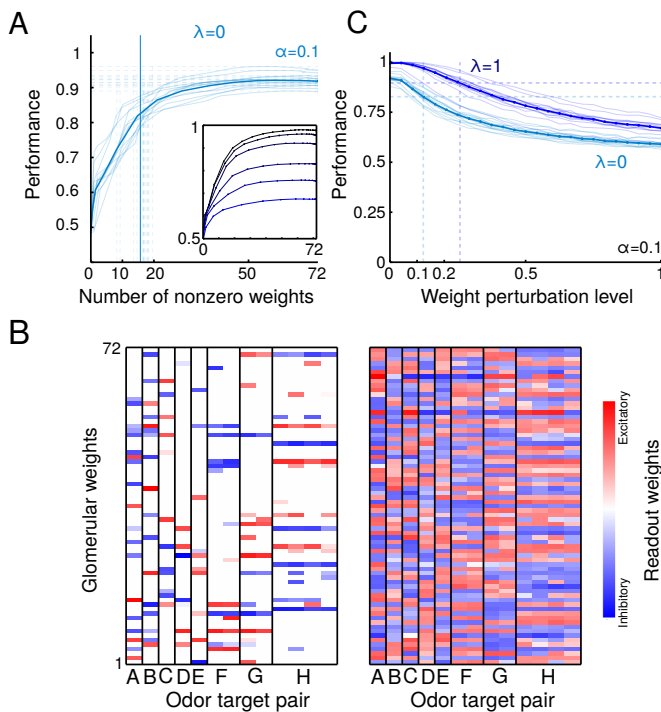 A
λ=0
α=0.1
1
0.9
0.8
0.7
0.6
0.5
Performance
1
0.5
0
72
0
10
20
50
72
Number of nonzero weights
C
1
0.75
0.5
0.25
0
Performance
λ=1
λ=0
α=0.1
0
0.1
0.2
0.5
1
Weight perturbation level
B
72
1
Glomerular weights
A B C D E F G H
Odor target pair
A B C D E F G H
Odor target pair
Excitatory
Inhibitory
Readout weights